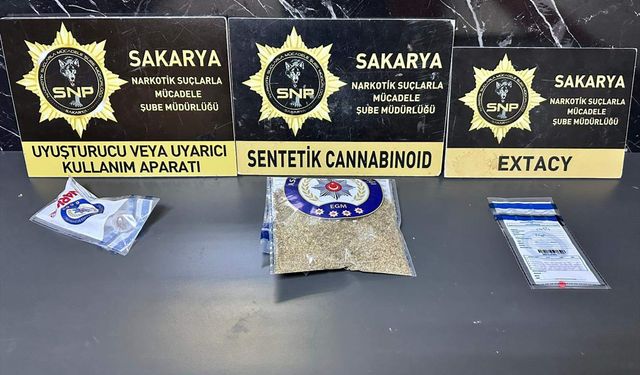 SNP
SAKARYA
NARKOTİK SUÇLARLA
MÜCADELE
ŞUBE MÜDÜRLÜĞÜ
UYUŞTURUCU VEYA UYARICI
KULLANIM APARATI
SNP
SAKARYA
NARKOTİK SUÇLARLA
MÜCADELE
ŞUBE MÜDÜRLÜĞÜ
SENTETİK CANNABINOID
SNP
SAKARYA
NARKOTİK SUÇLARLA
MÜCADELE
ŞUBE MÜDÜRLÜĞÜ
EXTACY
EGM